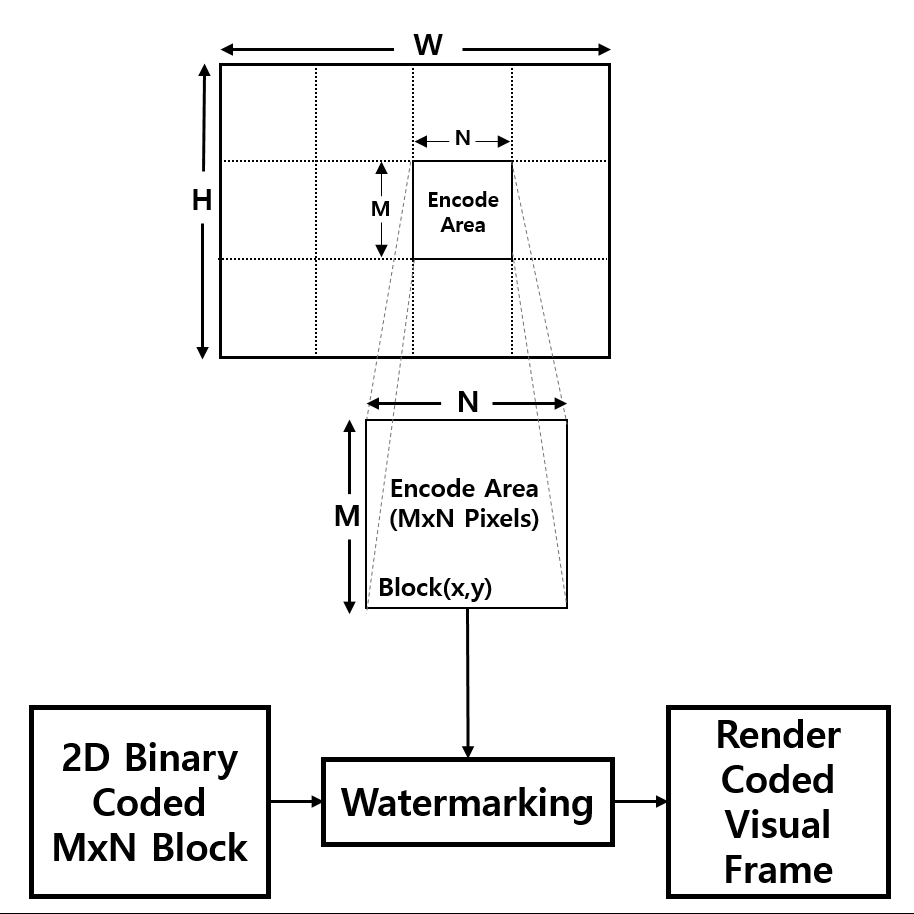 W
H
N
M
Encode
Area
N
M
Encode Area
(MxN Pixels)
Block(x,y)
2D Binary
Coded
MxN Block
Watermarking
Render
Coded
Visual
Frame